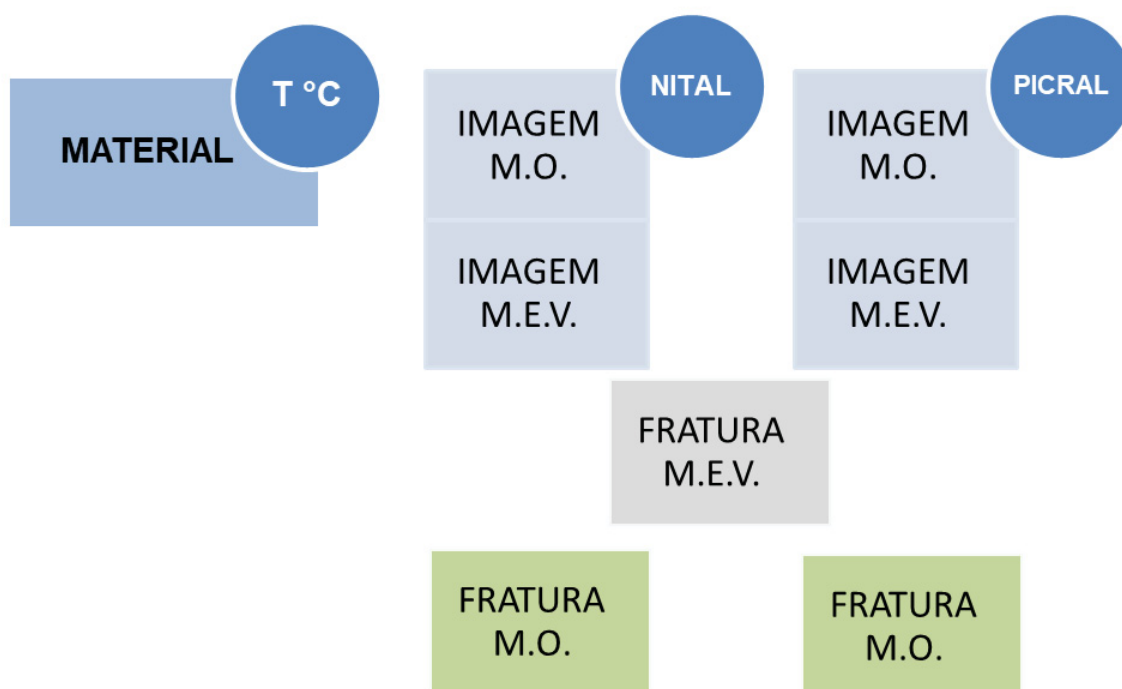 T °C
MATERIAL
NITAL
IMAGEM
M.O.
IMAGEM
M.E.V.
PICRAL
IMAGEM
M.O.
IMAGEM
M.E.V.
FRATURA
M.E.V.
FRATURA
M.O.
FRATURA
M.O.